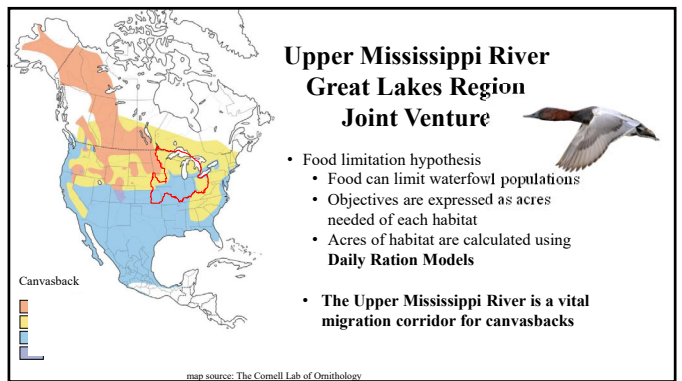 Upper Mississippi River
Great Lakes Region
Joint Venture
• Food limitation hypothesis
• Food can limit waterfowl populations
• Objectives are expressed as acres
needed of each habitat
• Acres of habitat are calculated using
Daily Ration Models
• The Upper Mississippi River is a vital
migration corridor for canvasbacks
Canvasback
map source: The Cornell Lab of Ornithology